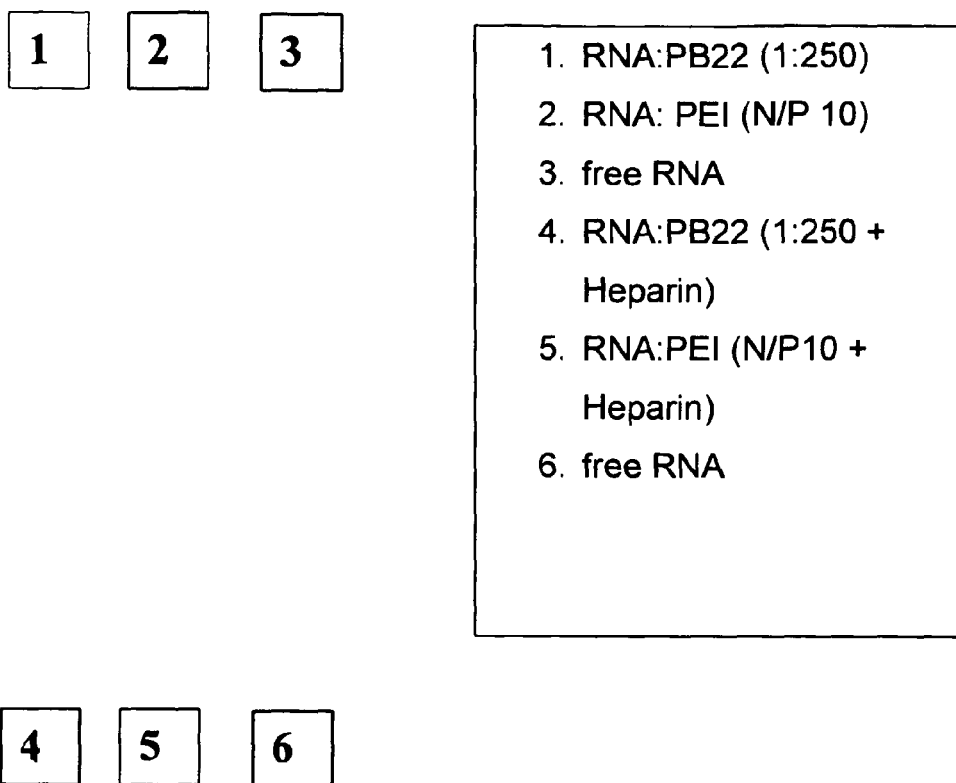 1 2 3
1. RNA:PB22 (1:250)
2. RNA: PEI (N/P 10)
3. free RNA
4. RNA:PB22 (1:250 +
Heparin)
5. RNA:PEI (N/P10 +
Heparin)
6. free RNA
4 5 6